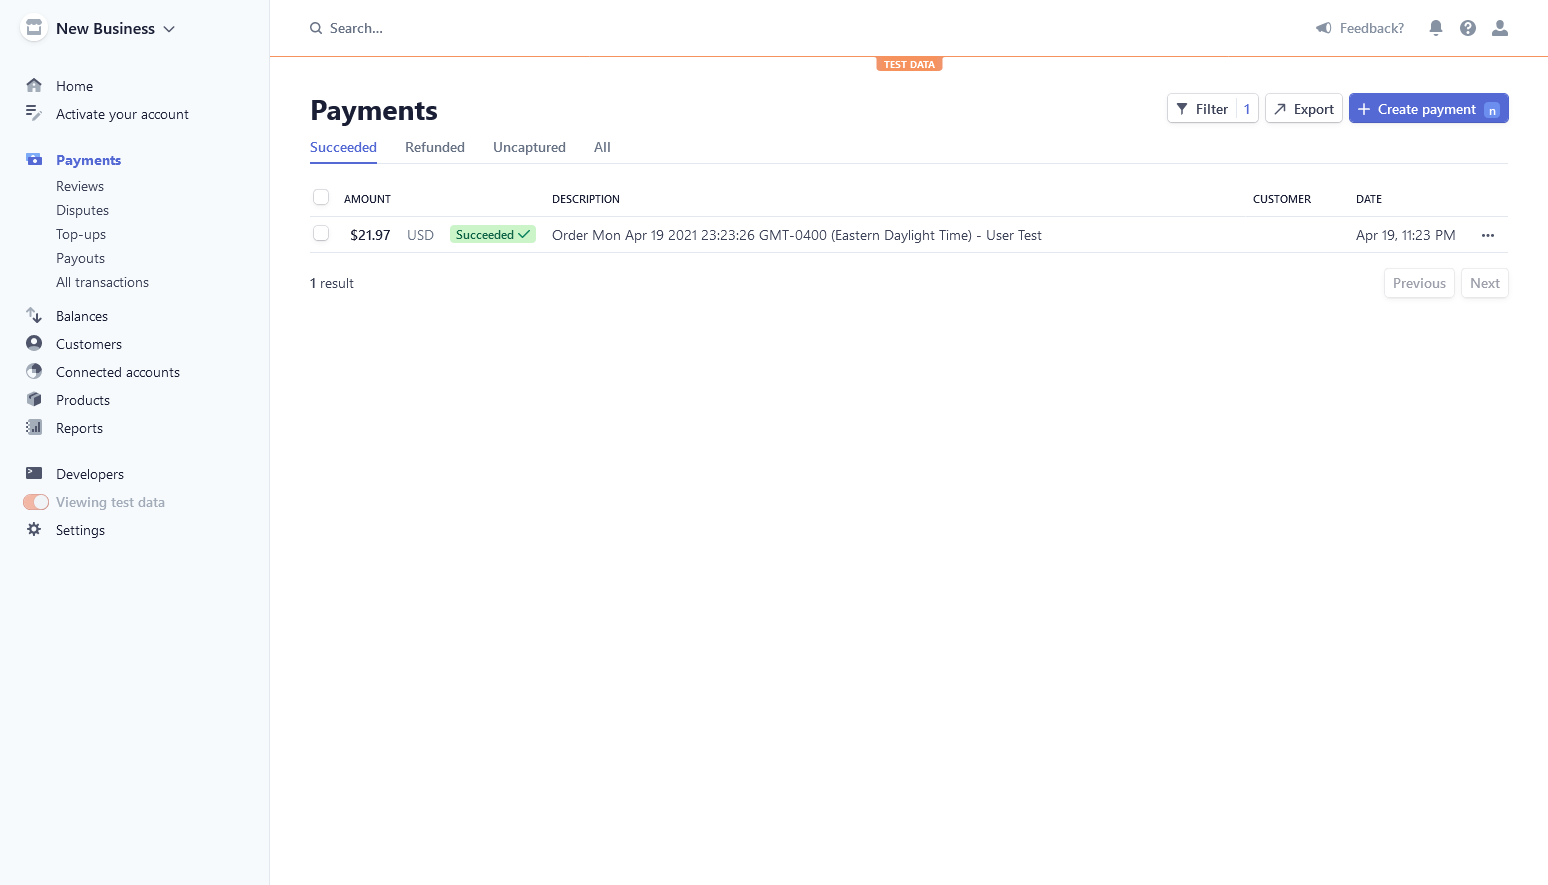 New Business
Search...
Feedback?
TEST DATA
Home
Activate your account
Payments
Reviews
Disputes
Top-ups
Payouts
All transactions
Balances
Customers
Connected accounts
Products
Reports
Developers
Viewing test data
Settings
Payments
Filter 1
Export
Create payment n
Succeeded Refunded Uncaptured All
AMOUNT DESCRIPTION CUSTOMER DATE
$21.97 USD Succeeded Order Mon Apr 19 2021 23:23:26 GMT-0400 (Eastern Daylight Time) - User Test Apr 19, 11:23 PM
1 result
Previous Next